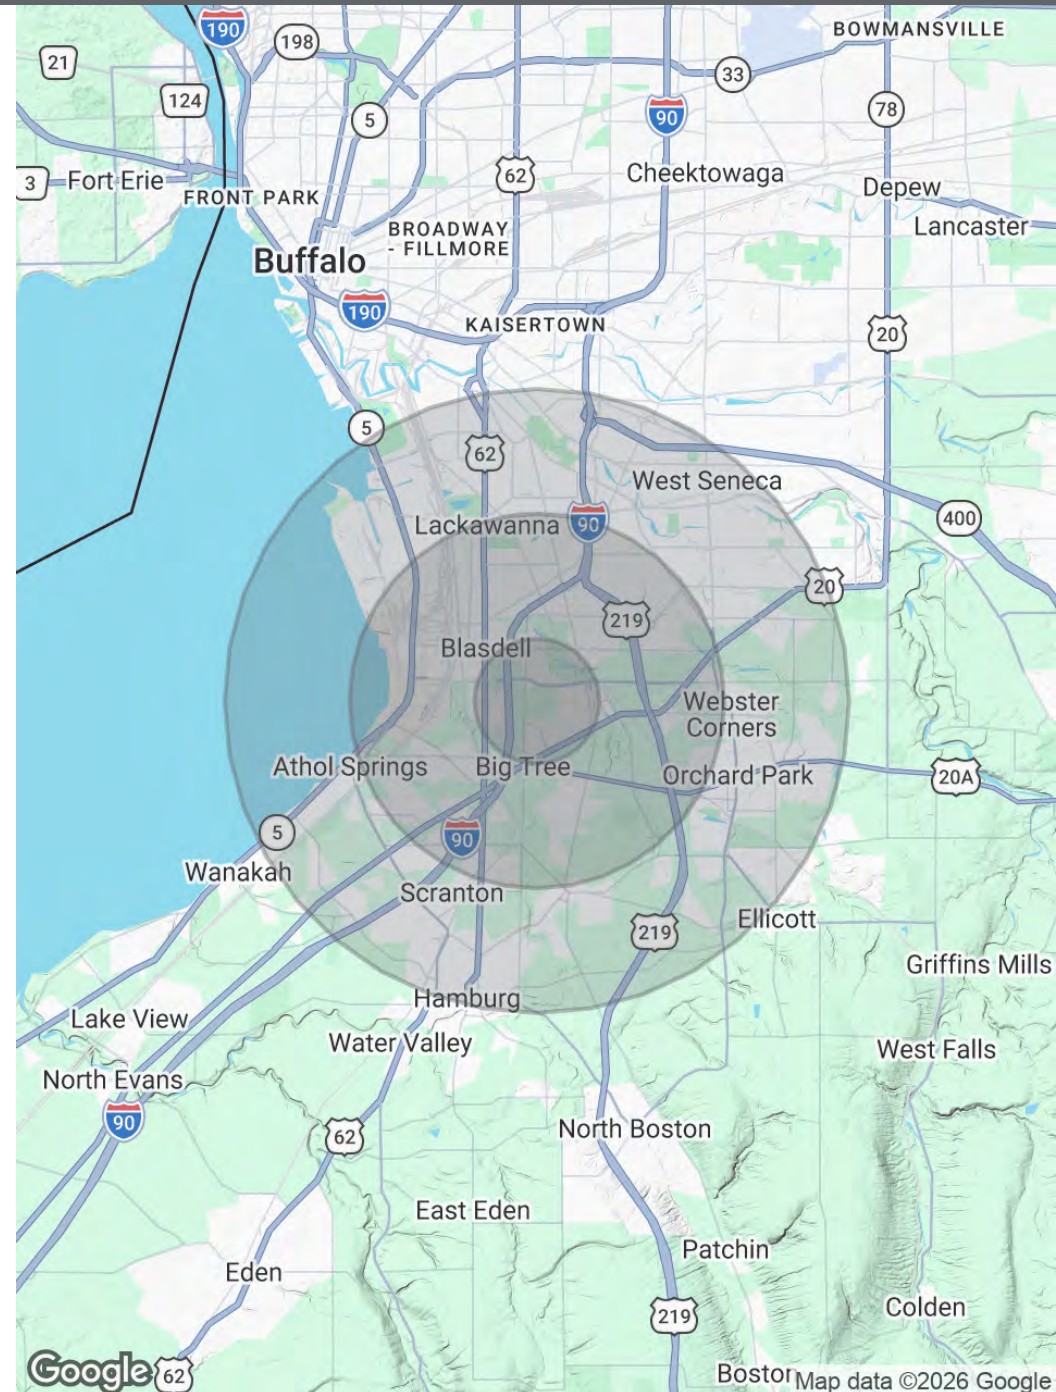 190
198
BOWMANSVILLE
21
33
124
90
78
5
62
Cheektowaga
3
Fort Erie
Depew
FRONT PARK
Lancaster
BROADWAY
- FILLMORE
Buffalo
190
KAISERTOWN
20
5
62
West Seneca
400
Lackawanna
90
20
219
Blasdell
Webster
Corners
Athol Springs
Big Tree
Orchard Park
20A
5
90
Wanakah
Scranton
Ellicott
219
Griffins Mills
Hamburg
Lake View
Water Valley
West Falls
North Evans
90
62
North Boston
East Eden
Patchin
Eden
Colden
219
Google
62
Boston
Map data ©2026 Google